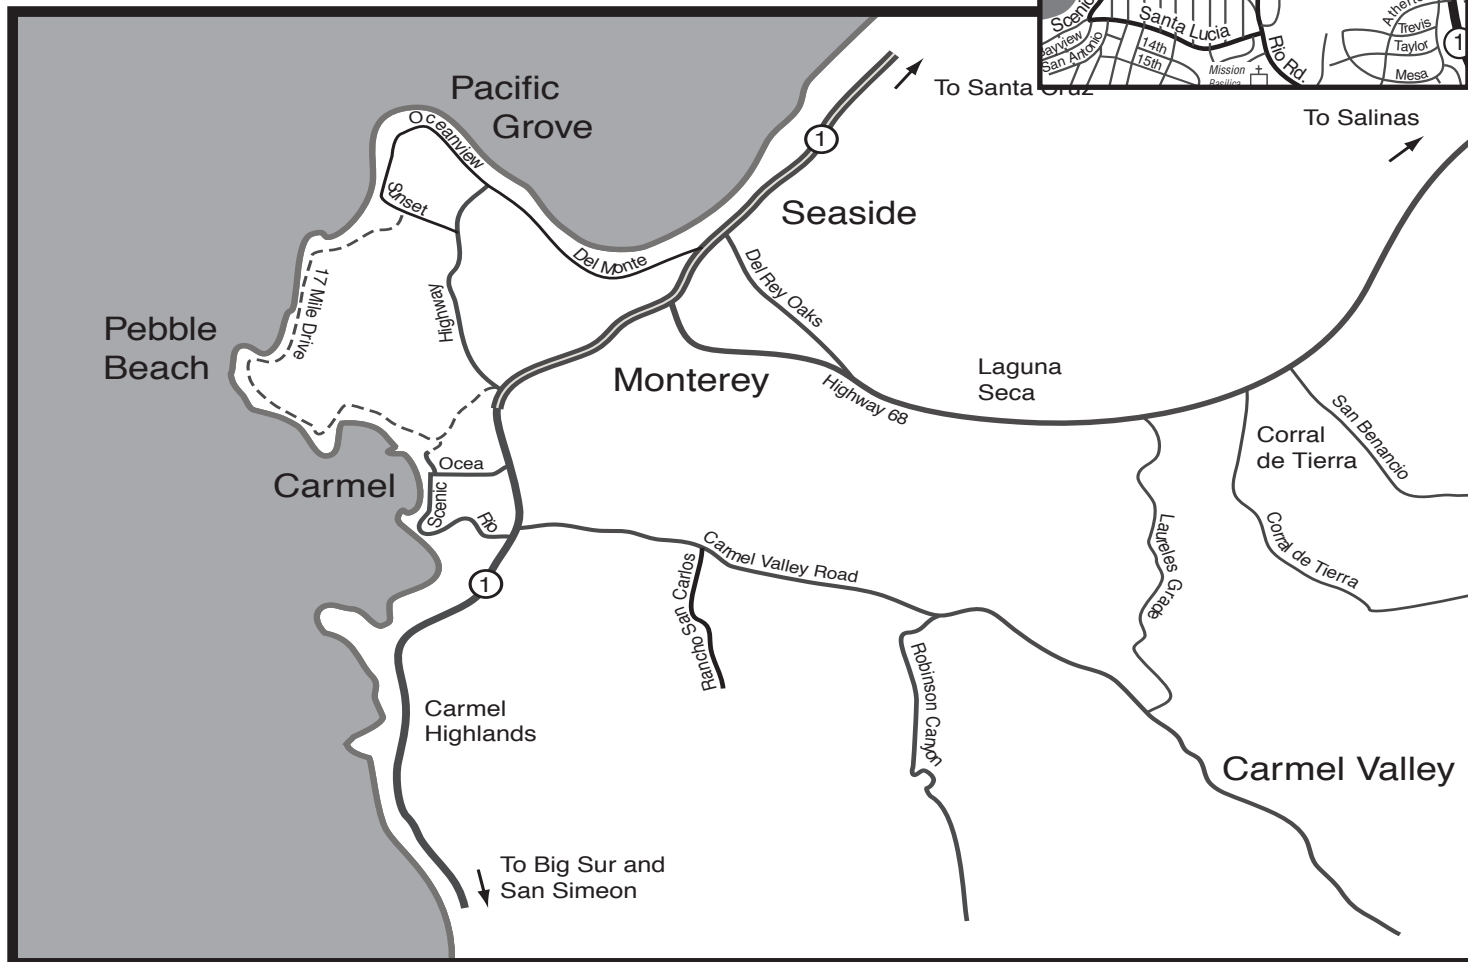 Scenic
Santa Lucia
Bayview
San Antonio
14th
15th
Mission
Basilica
Rio Rd.
Trevis
Taylor
Mesa
1
To Santa Cruz
To Salinas
Pacific
Grove
Oceanview
Sunset
1
Seaside
Del Monte
Del Rey Oaks
17 Mile Drive
Highway
Pebble
Beach
Monterey
Highway 68
Laguna
Seca
San Benancio
Corral
de Tierra
Ocea
Carmel
Scenic
Rio
Carmel Valley Road
Laureles Grade
Corral de Tierra
1
Rancho San Carlos
Robinson Canyon
Carmel
Highlands
Carmel Valley
To Big Sur and
San Simeon